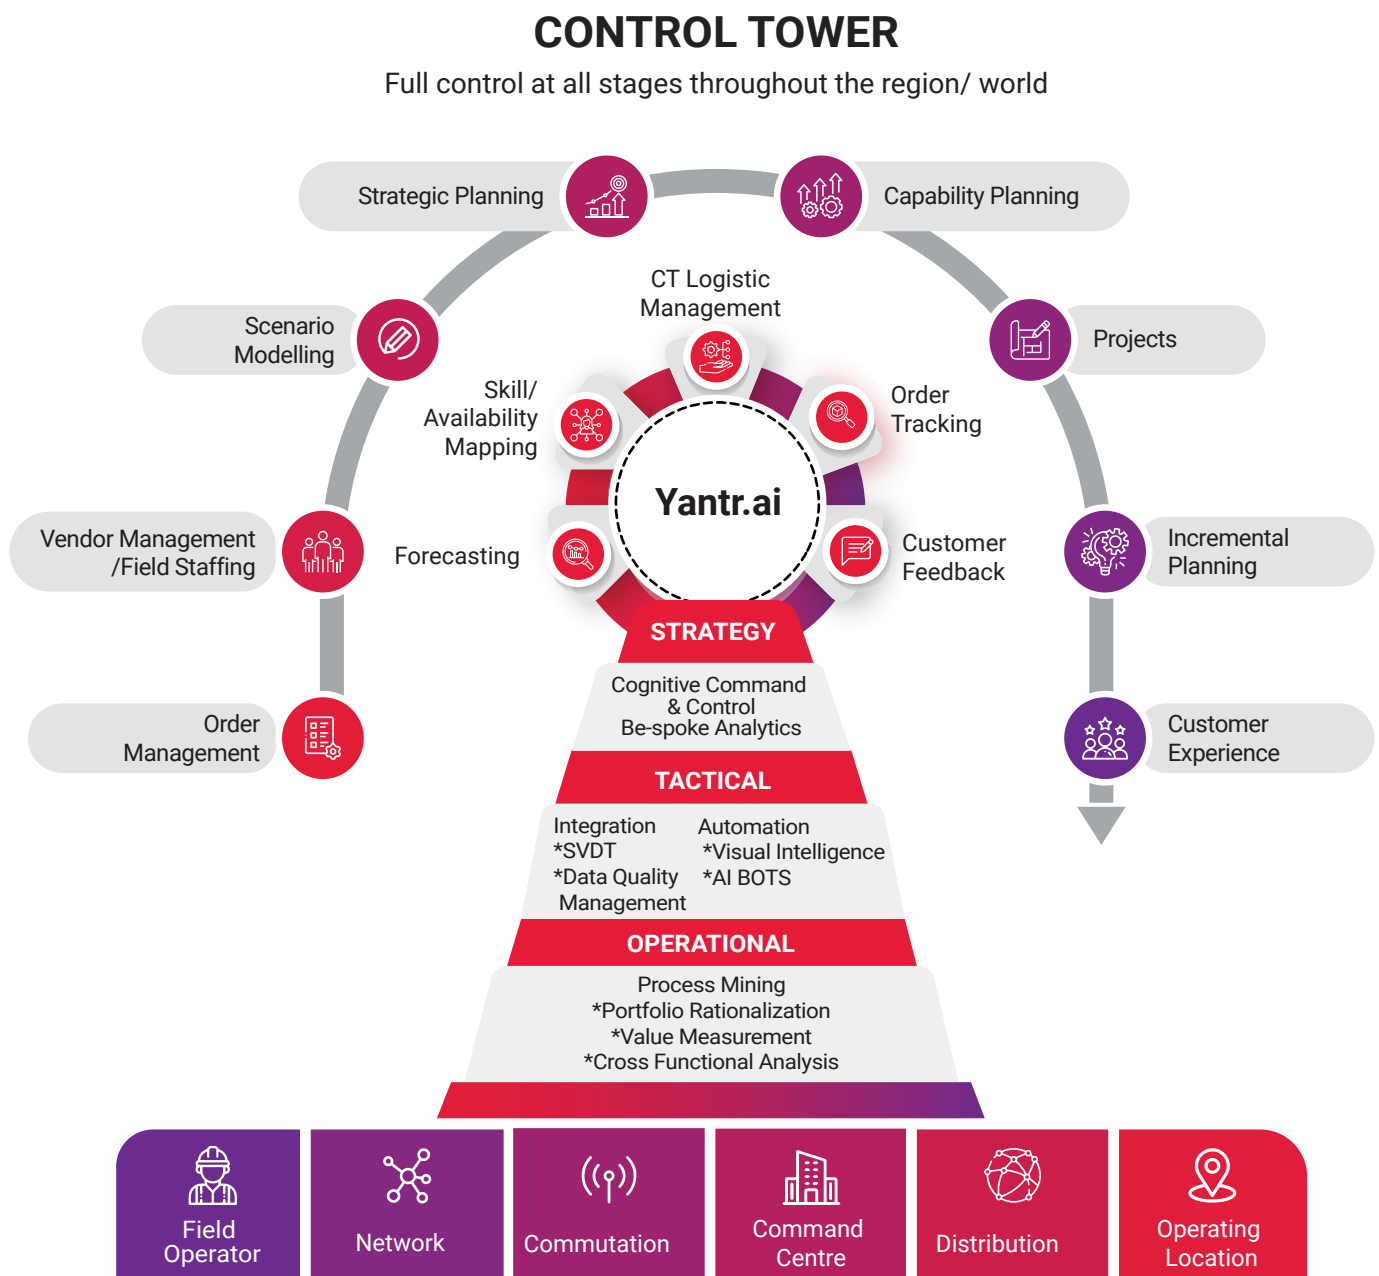 CONTROL TOWER
Full control at all stages throughout the region/ world
Strategic Planning
Capability Planning
Scenario
Modelling
Projects
CT Logistic
Management
Skill/
Availability
Mapping
Order
Tracking
Yantr.ai
Vendor Management
/Field Staffing
Forecasting
Customer
Feedback
Incremental
Planning
Order
Management
Customer
Experience
STRATEGY
Cognitive Command
& Control
Be-spoke Analytics
TACTICAL
Integration
*SVDT
*Data Quality
Management
Automation
*Visual Intelligence
*AI BOTS
OPERATIONAL
Process Mining
*Portfolio Rationalization
*Value Measurement
*Cross Functional Analysis
Field
Operator
Network
Commutation
Command
Centre
Distribution
Operating
Location